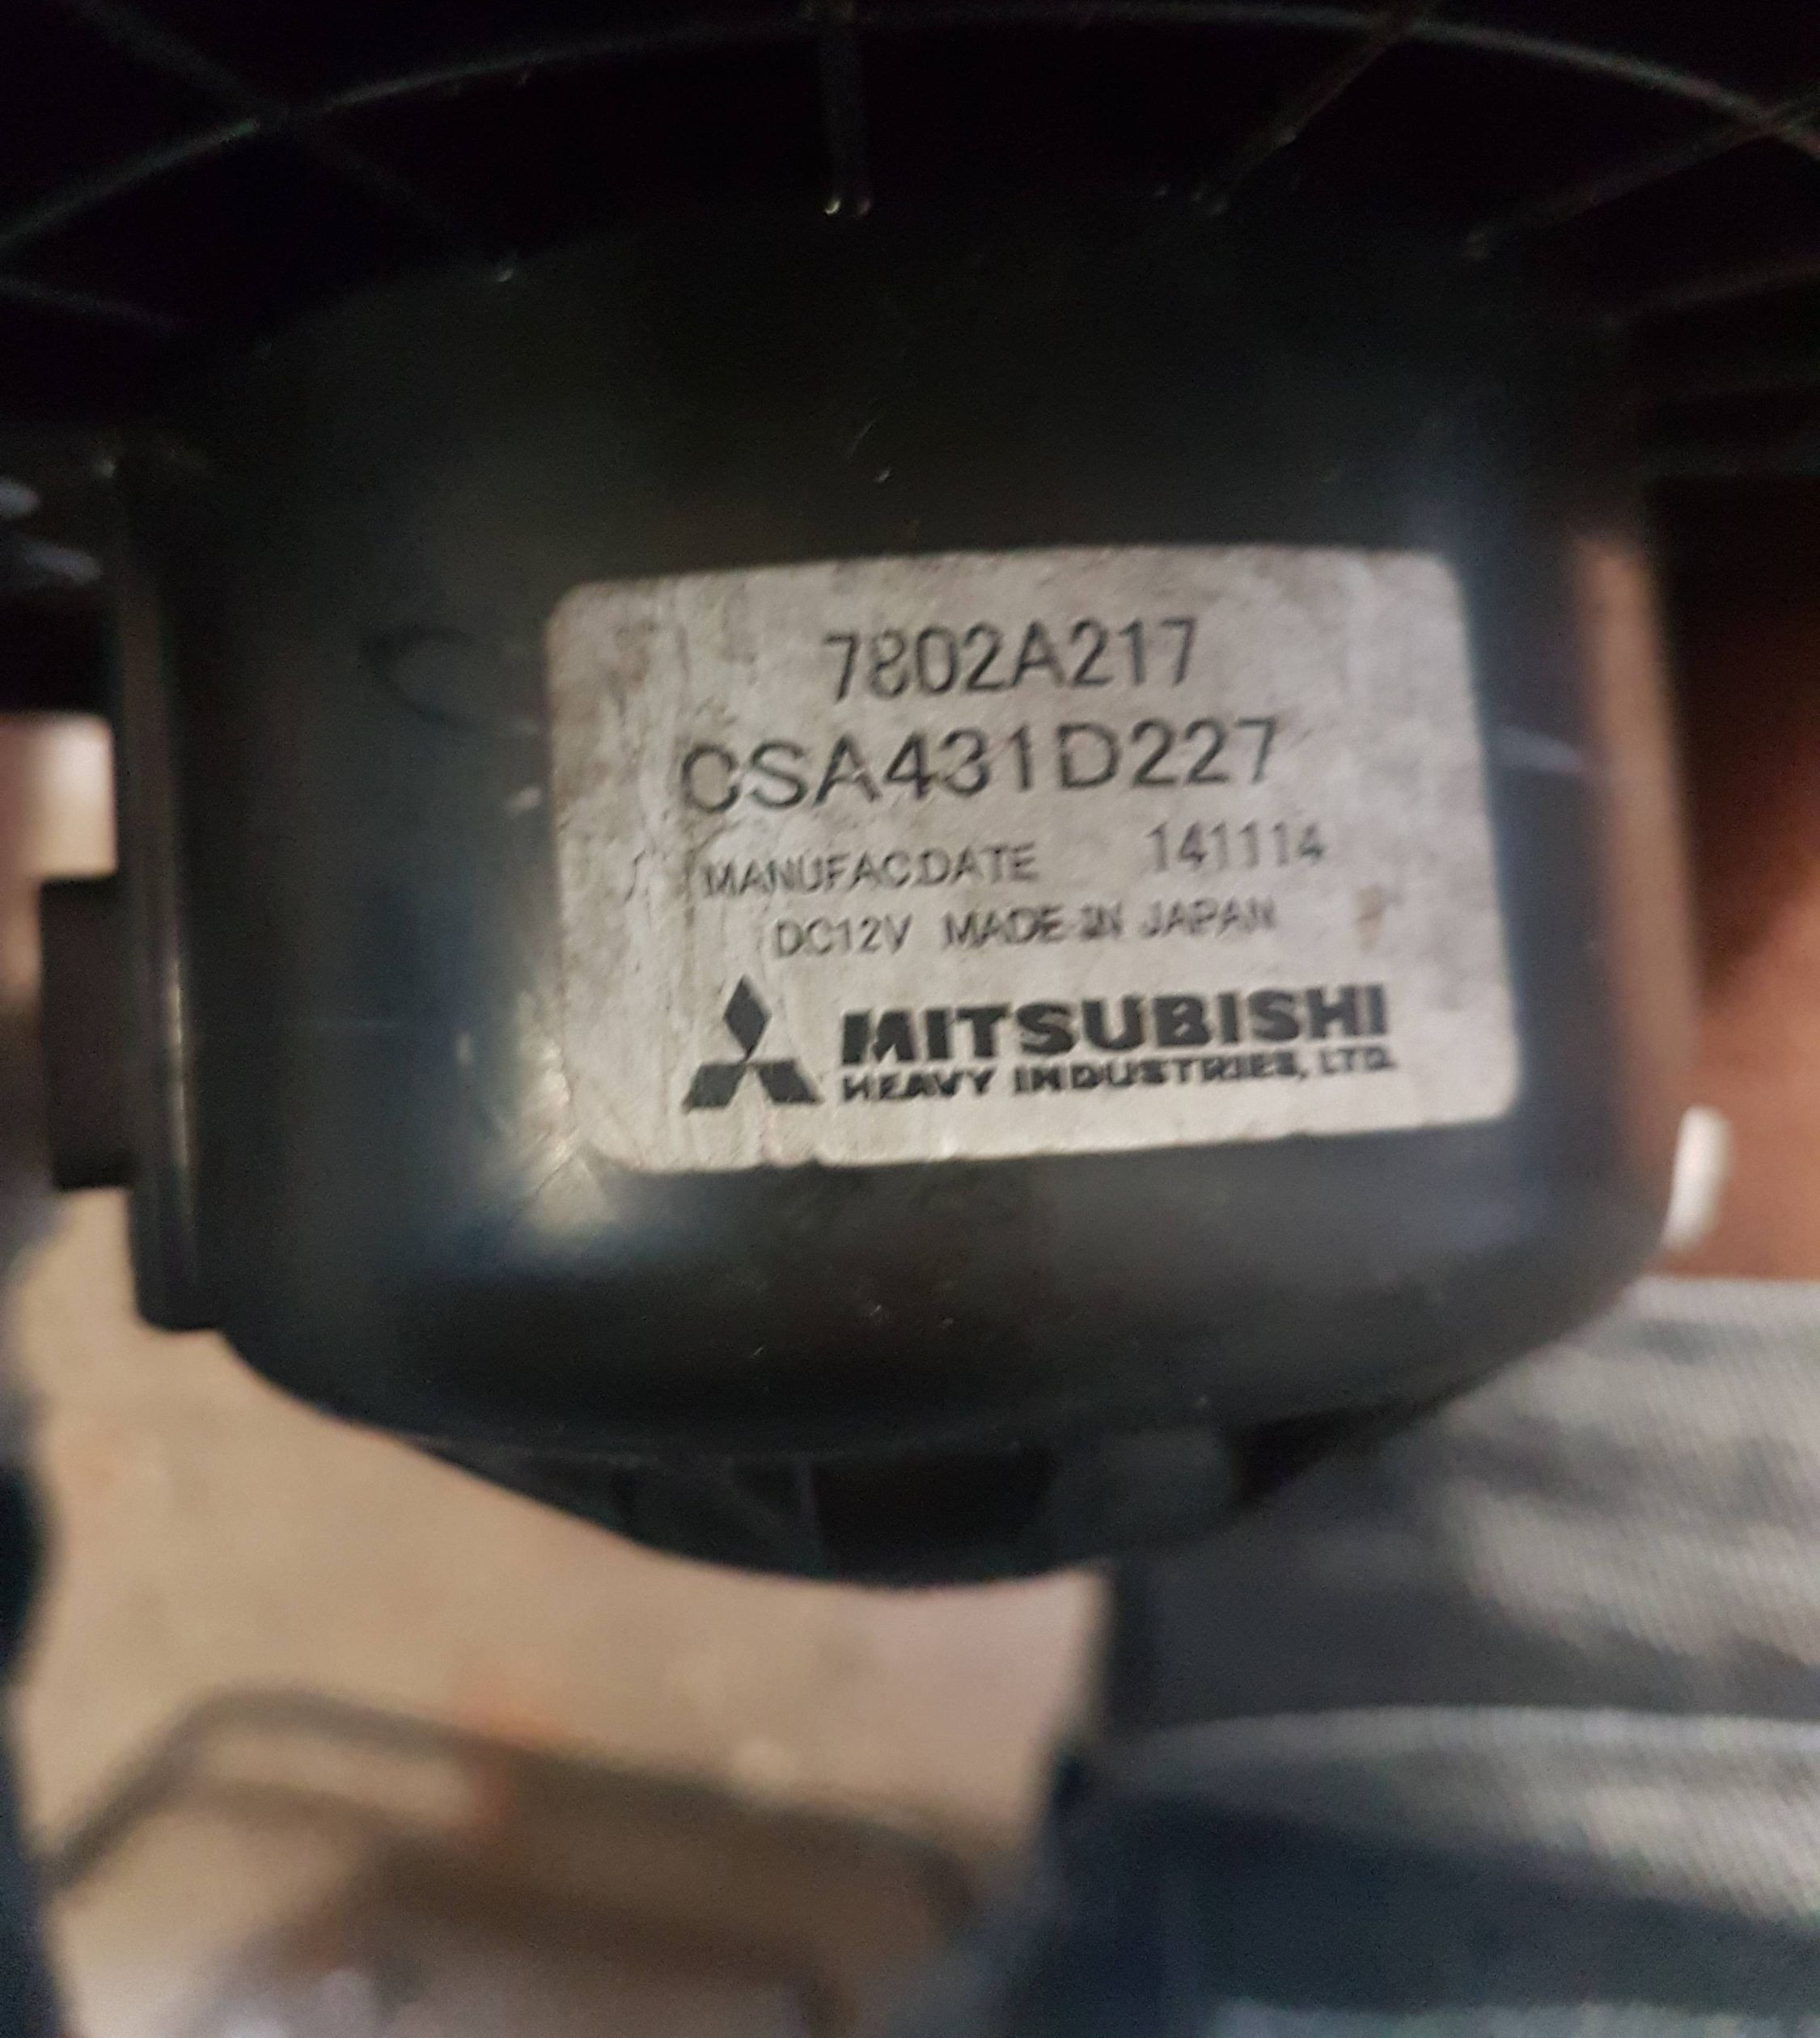 7802A217
CSA431D227
MANUFAC.DATE 141114
DC12V MADE IN JAPAN
MITSUBISHI
HEAVY INDUSTRIES, LTD.